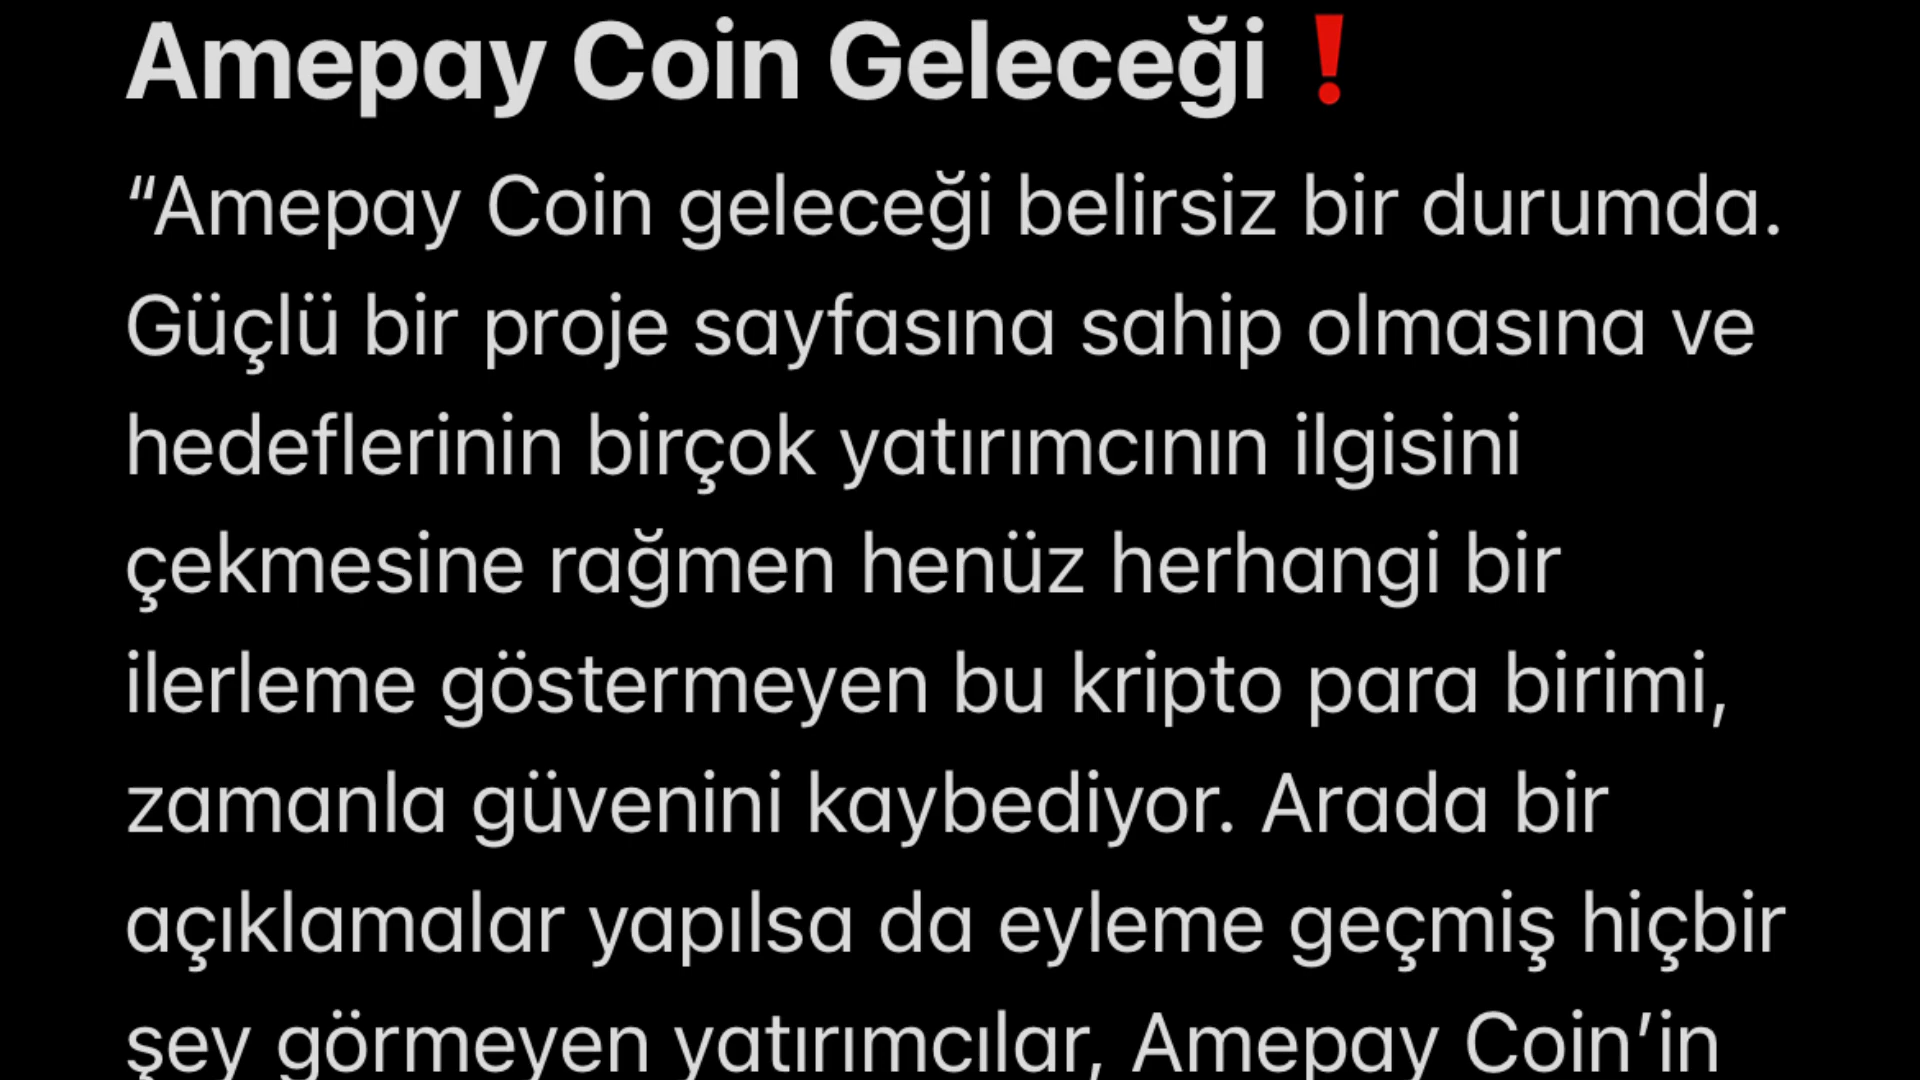 Amepay Coin Geleceği❗
“Amepay Coin geleceği belirsiz bir durumda.
Güçlü bir proje sayfasına sahip olmasına ve
hedeflerinin birçok yatırımcının ilgisini
çekmesine rağmen henüz herhangi bir
ilerleme göstermeyen bu kripto para birimi,
zamanla güvenini kaybediyor. Arada bir
açıklamalar yapılsa da eyleme geçmiş hiçbir
şey görmeyen yatırımcılar, Amepay Coin’in